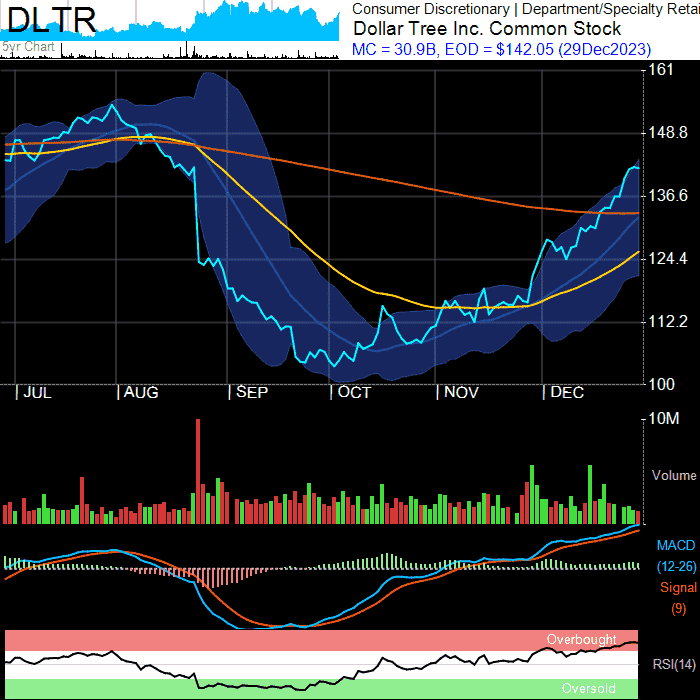 DLTR
5yr Chart
Consumer Discretionary | Department/Specialty Retai
Dollar Tree Inc. Common Stock
MC = 30.9B, EOD = $142.05 (29Dec2023)
161
148.8
136.6
124.4
112.2
100
JUL
AUG
SEP
OCT
NOV
DEC
10M
Volume
MACD
(12-26)
Signal
(9)
Overbought
RSI(14)
Oversold